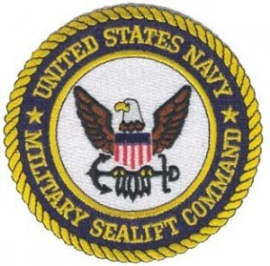 UNITED STATES NAVY
MILITARY SEALIFT COMMAND